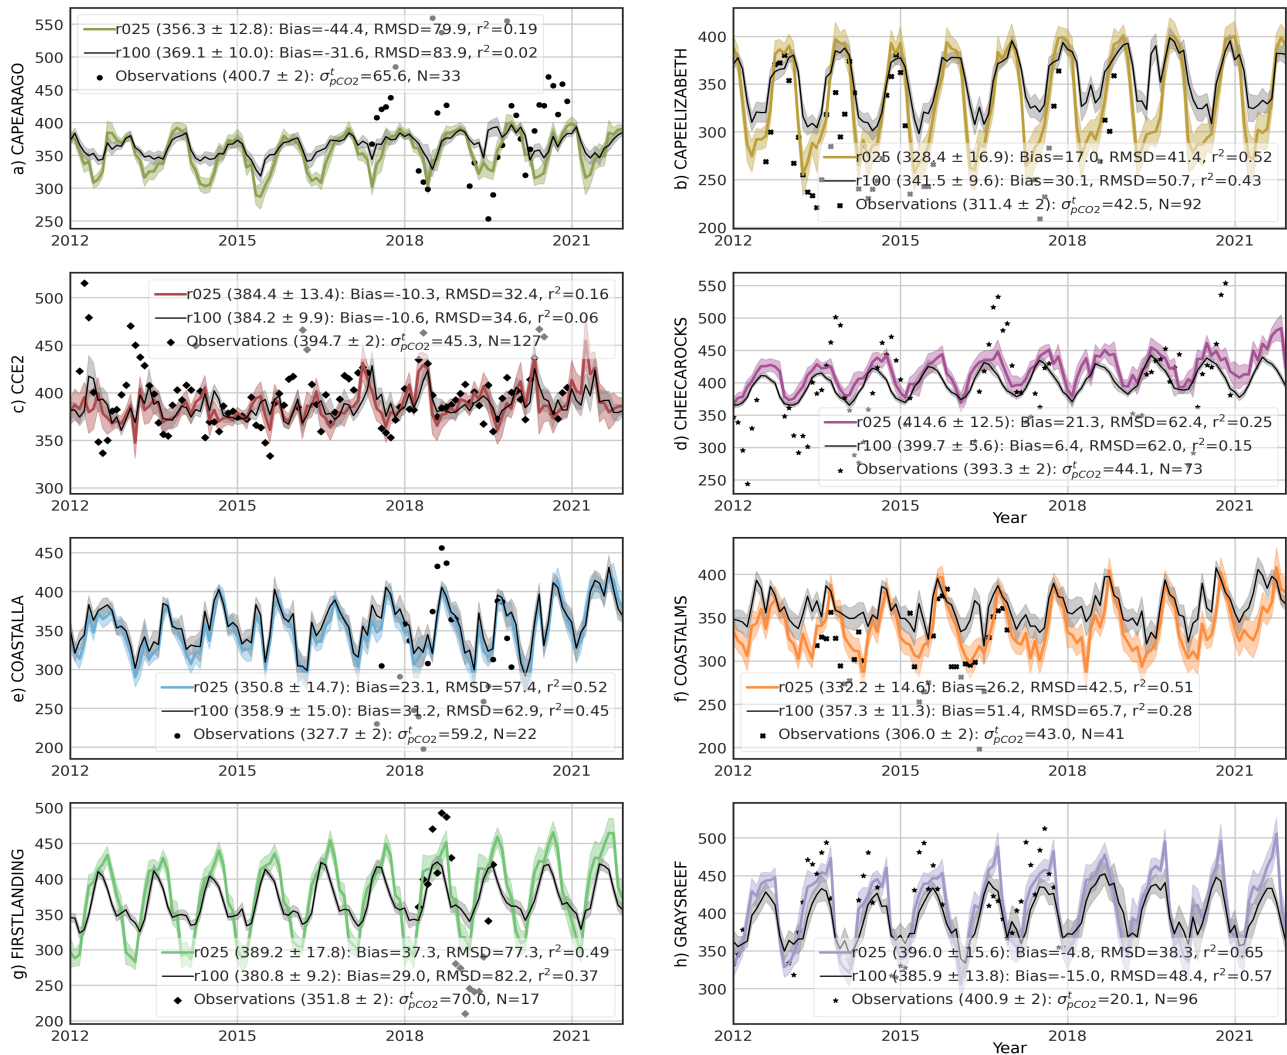 a) CAPEARAGO
550
500
450
400
350
300
250
r025 (356.3 ± 12.8): Bias=-44.4, RMSD=79.9, r²=0.19
r100 (369.1 ± 10.0): Bias=-31.6, RMSD=83.9, r²=0.02
Observations (400.7 ± 2): σᵗpCO2=65.6, N=33
2012 2015 2018 2021
b) CAPEELIZABETH
400
350
300
250
200
r025 (328.4 ± 16.9): Bias=17.0, RMSD=41.4, r²=0.52
r100 (341.5 ± 9.6): Bias=30.1, RMSD=50.7, r²=0.43
Observations (311.4 ± 2): σᵗpCO2=42.5, N=92
2012 2015 2018 2021
c) CCE2
500
450
400
350
300
r025 (384.4 ± 13.4): Bias=-10.3, RMSD=32.4, r²=0.16
r100 (384.2 ± 9.9): Bias=-10.6, RMSD=34.6, r²=0.06
Observations (394.7 ± 2): σᵗpCO2=45.3, N=127
2012 2015 2018 2021
d) CHEECAROCKS
550
500
450
400
350
300
250
r025 (414.6 ± 12.5): Bias=21.3, RMSD=62.4, r²=0.25
r100 (399.7 ± 5.6): Bias=6.4, RMSD=62.0, r²=0.15
Observations (393.3 ± 2): σᵗpCO2=44.1, N=73
2012 2015 2018 2021
Year
e) COASTALLA
450
400
350
300
250
200
r025 (350.8 ± 14.7): Bias=23.1, RMSD=57.4, r²=0.52
r100 (358.9 ± 15.0): Bias=31.2, RMSD=62.9, r²=0.45
Observations (327.7 ± 2): σᵗpCO2=59.2, N=22
2012 2015 2018 2021
f) COASTALMS
400
350
300
250
200
r025 (332.2 ± 14.6): Bias=26.2, RMSD=42.5, r²=0.51
r100 (357.3 ± 11.3): Bias=51.4, RMSD=65.7, r²=0.28
Observations (306.0 ± 2): σᵗpCO2=43.0, N=41
2012 2015 2018 2021
g) FIRSTLANDING
500
450
400
350
300
250
200
r025 (389.2 ± 17.8): Bias=37.3, RMSD=77.3, r²=0.49
r100 (380.8 ± 9.2): Bias=29.0, RMSD=82.2, r²=0.37
Observations (351.8 ± 2): σᵗpCO2=70.0, N=17
2012 2015 2018 2021
h) GRAYSREEF
500
450
400
350
300
r025 (396.0 ± 15.6): Bias=-4.8, RMSD=38.3, r²=0.65
r100 (385.9 ± 13.8): Bias=-15.0, RMSD=48.4, r²=0.57
Observations (400.9 ± 2): σᵗpCO2=20.1, N=96
2012 2015 2018 2021
Year